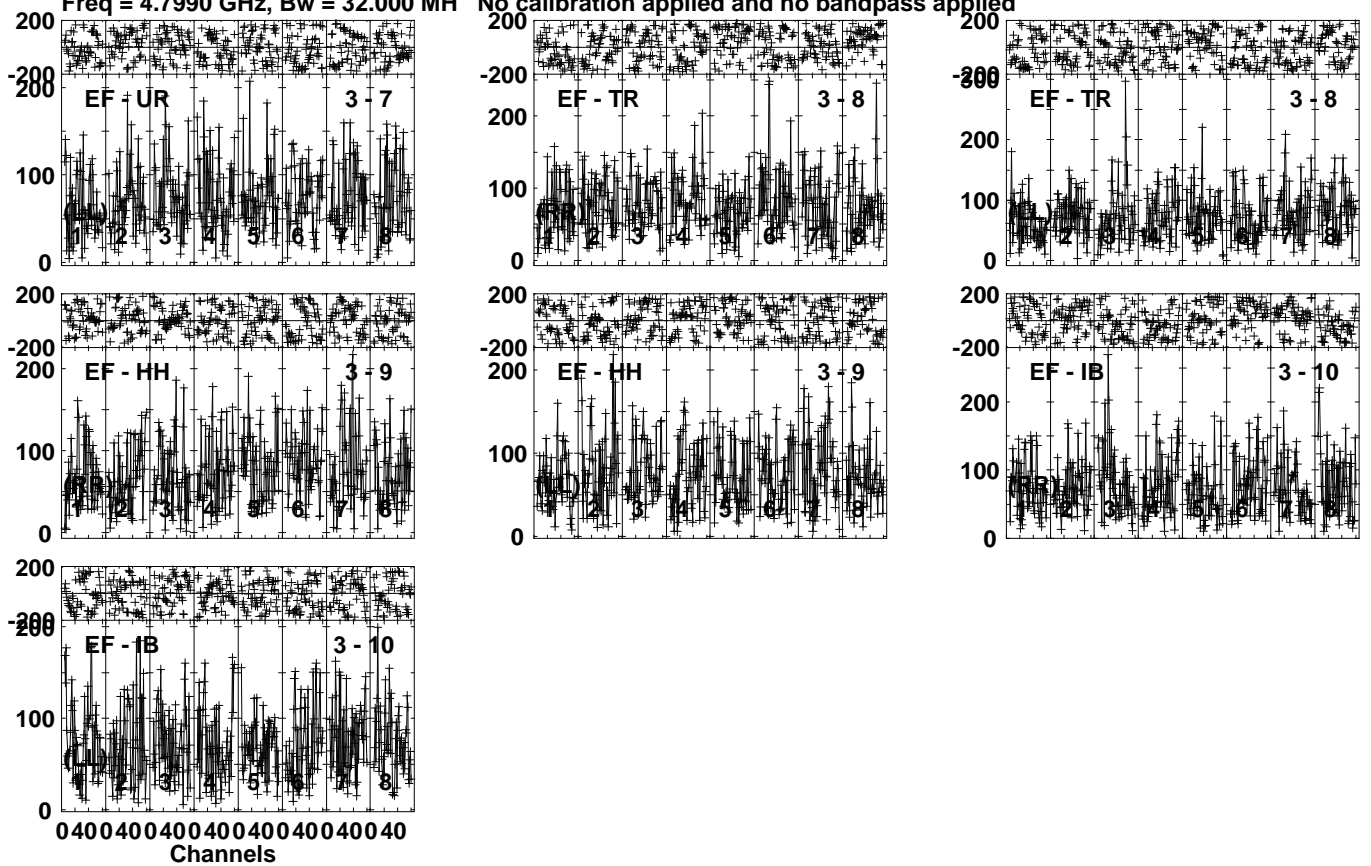 Freq = 4.7990 GHz, Bw = 32.000 MH No calibration applied and no bandpass applied
200
-200
200
EF - UR 3 - 7
100
(LL)
1 2 3 4 5 6 7 8
0
200
-200
200
EF - TR 3 - 8
100
(RR)
1 2 3 4 5 6 7 8
0
200
-200
300
EF - TR 3 - 8
200
100
(LL)
1 2 3 4 5 6 7 8
0
200
-200
200
EF - HH 3 - 9
100
(RR)
1 2 3 4 5 6 7 8
0
200
-200
200
EF - HH 3 - 9
100
(LL)
1 2 3 4 5 6 7 8
0
200
-200
EF - IB 3 - 10
200
100
(RR)
1 2 3 4 5 6 7 8
0
200
-200
200
EF - IB 3 - 10
100
(LL)
1 2 3 4 5 6 7 8
0
0 40 0 40 0 40 0 40 0 40 0 40 0 40 0 40
Channels